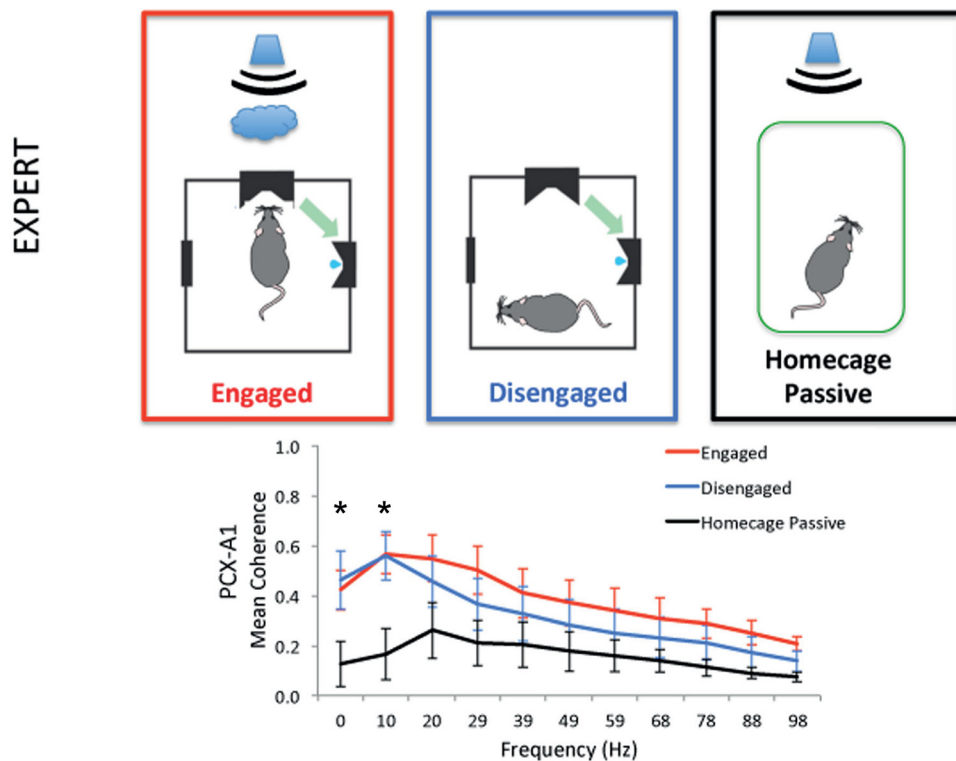 EXPERT
Engaged
Disengaged
Homecage
Passive
1.0
0.8
0.6
0.4
0.2
0.0
PCX-A1
Mean Coherence
* *
Engaged
Disengaged
Homecage Passive
0 10 20 29 39 49 59 68 78 88 98
Frequency (Hz)